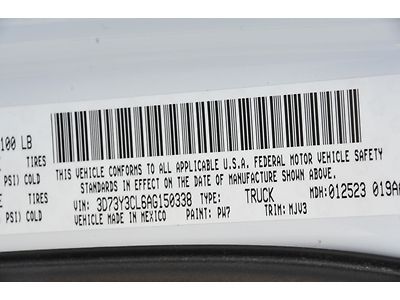 100 LB
TIRES
PSI) COLD
TIRES
PSI) COLD
THIS VEHICLE CONFORMS TO ALL APPLICABLE U.S.A. FEDERAL MOTOR VEHICLE SAFETY
STANDARDS IN EFFECT ON THE DATE OF MANUFACTURE SHOWN ABOVE
VIN: 3D73Y3CL6AG150338 TYPE: TRUCK MDH: 012523 019A
VEHICLE MADE IN MEXICO PAINT: PW7 TRIM: MJV3